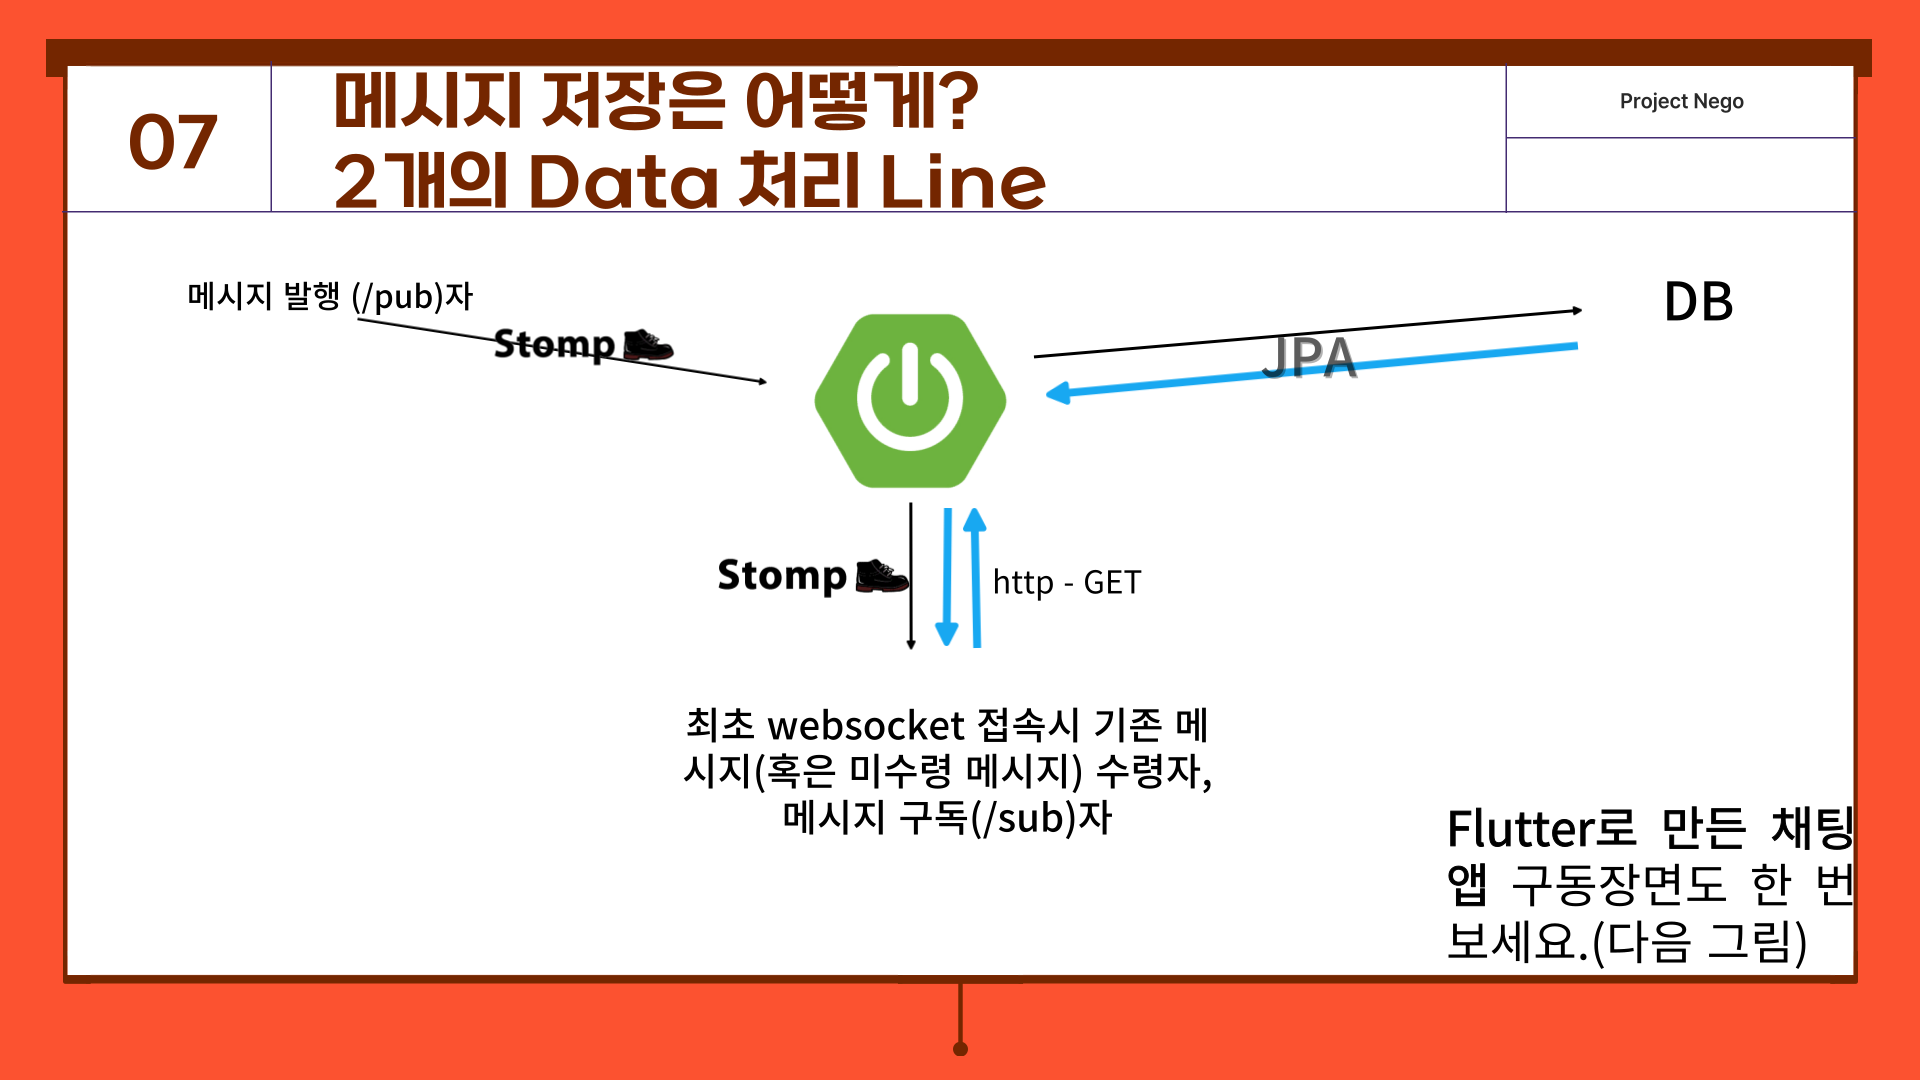 07
메시지 저장은 어떻게?
2개의 Data 처리 Line
Project Nego
메시지 발행 (/pub)자
Stomp
JPA
DB
Stomp
http - GET
최초 websocket 접속시 기존 메
시지(혹은 미수령 메시지) 수령자,
메시지 구독(/sub)자
Flutter로 만든 채팅
앱 구동장면도 한 번
보세요.(다음 그림)